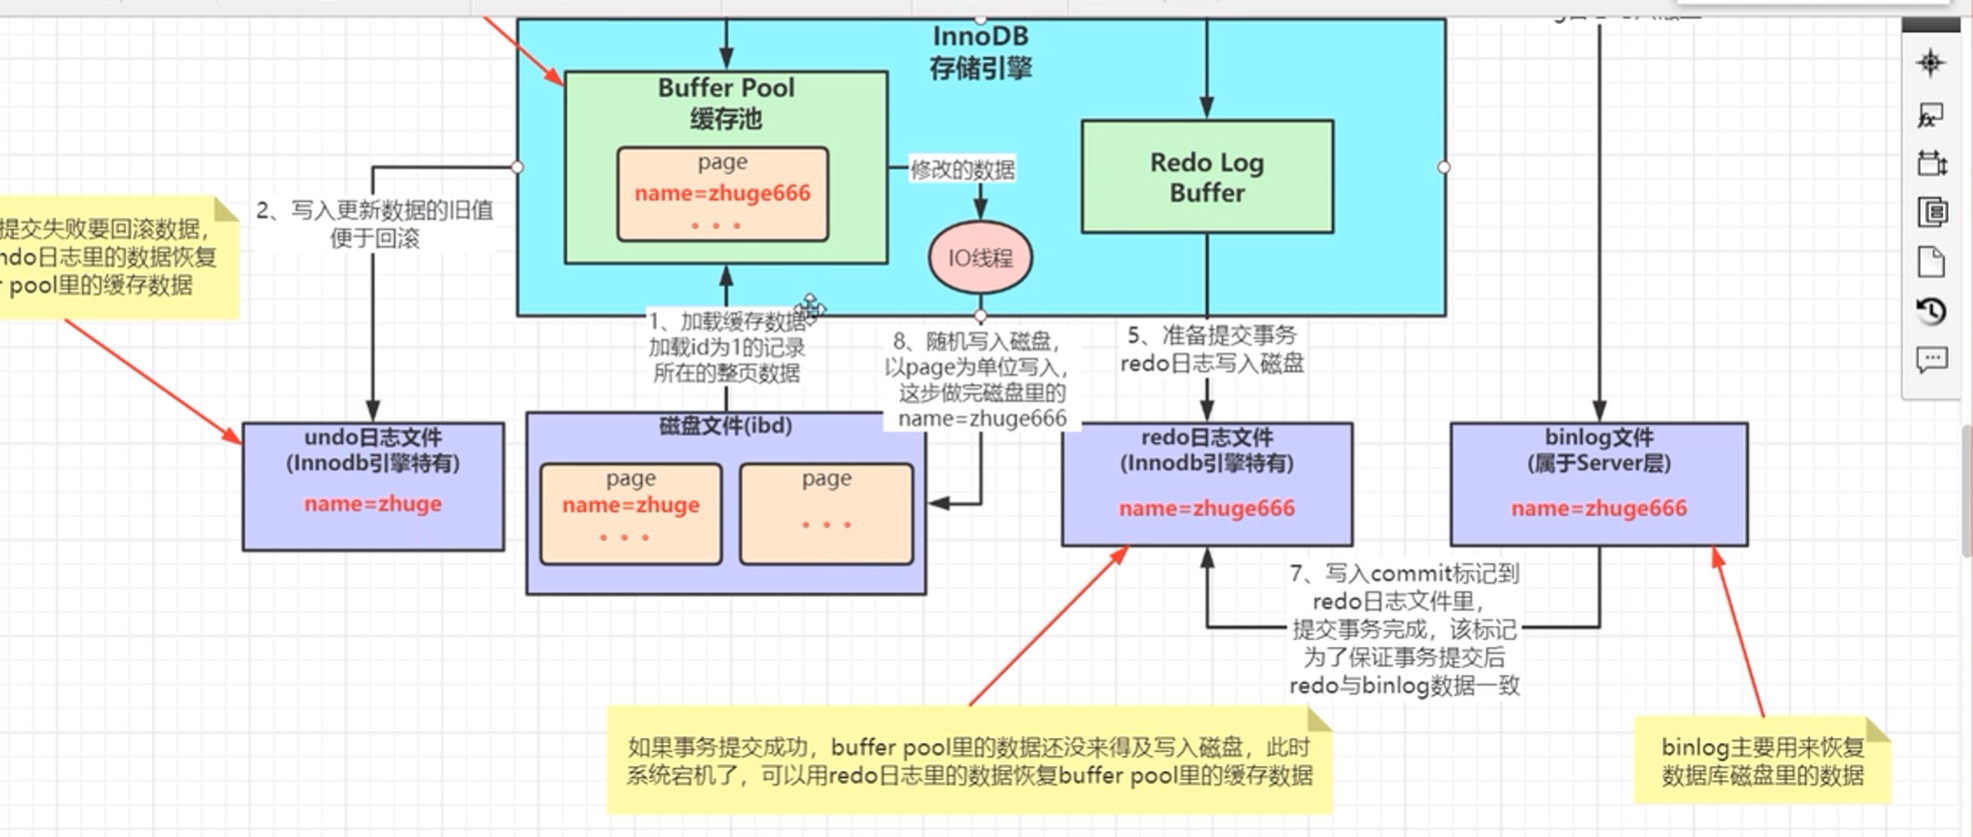 InnoDB
存储引擎
Buffer Pool
缓存池
page
name=zhuge666
。。。
修改的数据
IO线程
Redo Log
Buffer
2、写入更新数据的旧值
便于回滚
提交失败要回滚数据，
ndo日志里的数据恢复
r pool里的缓存数据
1、加载缓存数据
加载id为1的记录
所在的整页数据
8、随机写入磁盘，
以page为单位写入，
这步做完磁盘里的
name=zhuge666
5、准备提交事务
redo日志写入磁盘
undo日志文件
(Innodb引擎特有)
name=zhuge
磁盘文件(ibd)
page
name=zhuge
。。。
page
。。。
redo日志文件
(Innodb引擎特有)
name=zhuge666
binlog文件
(属于Server层)
name=zhuge666
7、写入commit标记到
redo日志文件里，
提交事务完成，该标记
为了保证事务提交后
redo与binlog数据一致
如果事务提交成功，buffer pool里的数据还没来得及写入磁盘，此时
系统宕机了，可以用redo日志里的数据恢复buffer pool里的缓存数据
binlog主要用来恢复
数据库磁盘里的数据